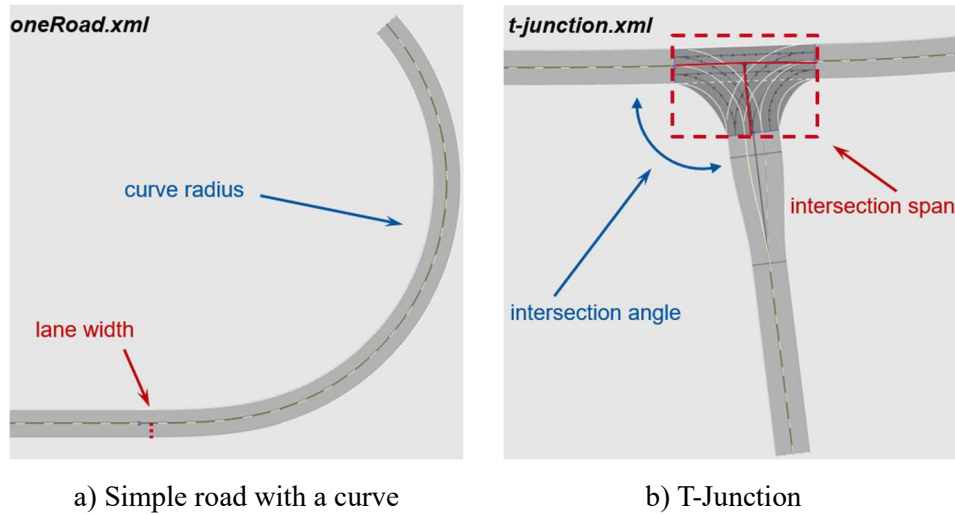 oneRoad.xml
curve radius
lane width
a) Simple road with a curve
t-junction.xml
intersection span
intersection angle
b) T-Junction